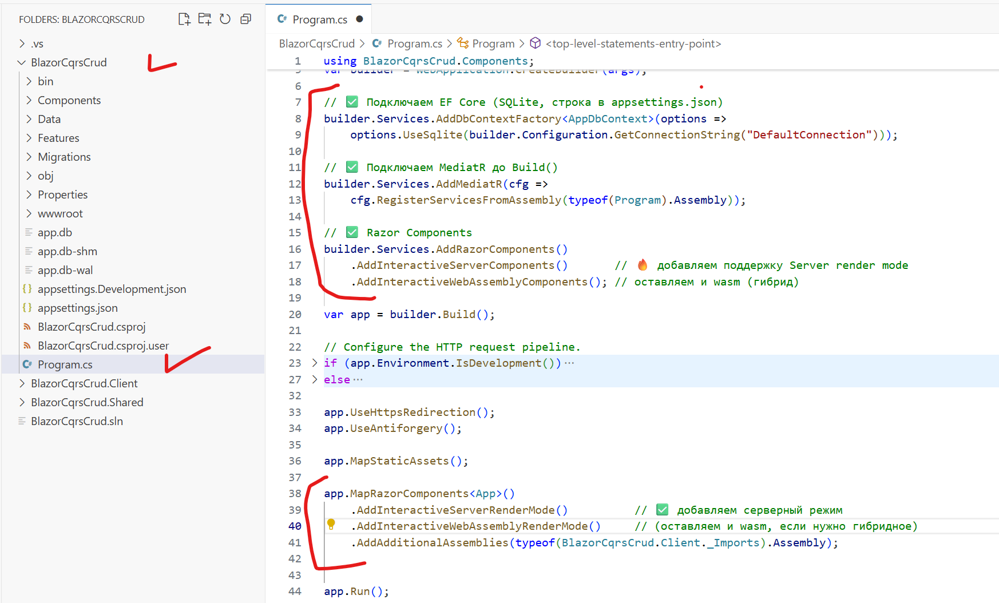 FOLDERS: BLAZORCQRSCRUD
.vs
BlazorCqrsCrud
bin
Components
Data
Features
Migrations
obj
Properties
wwwroot
app.db
app.db-shm
app.db-wal
appsettings.Development.json
appsettings.json
BlazorCqrsCrud.csproj
BlazorCqrsCrud.csproj.user
Program.cs
BlazorCqrsCrud.Client
BlazorCqrsCrud.Shared
BlazorCqrsCrud.sln
Program.cs
BlazorCqrsCrud > Program.cs > Program > <top-level-statements-entry-point>
1 using BlazorCqrsCrud.Components;
5 var builder = WebApplication.CreateBuilder(args);
6
7 // ✅ Подключаем EF Core (SQLite, строка в appsettings.json)
8 builder.Services.AddDbContextFactory<AppDbContext>(options =>
9 options.UseSqlite(builder.Configuration.GetConnectionString("DefaultConnection")));
10
11 // ✅ Подключаем MediatR до Build()
12 builder.Services.AddMediatR(cfg =>
13 cfg.RegisterServicesFromAssembly(typeof(Program).Assembly));
14
15 // ✅ Razor Components
16 builder.Services.AddRazorComponents()
17 .AddInteractiveServerComponents() // 🔥 добавляем поддержку Server render mode
18 .AddInteractiveWebAssemblyComponents(); // оставляем и wasm (гибрид)
19
20 var app = builder.Build();
21
22 // Configure the HTTP request pipeline.
23 if (app.Environment.IsDevelopment())···
27 else···
32
33 app.UseHttpsRedirection();
34 app.UseAntiforgery();
35
36 app.MapStaticAssets();
37
38 app.MapRazorComponents<App>()
39 .AddInteractiveServerRenderMode() // ✅ добавляем серверный режим
40 .AddInteractiveWebAssemblyRenderMode() // (оставляем и wasm, если нужно гибридное)
41 .AddAdditionalAssemblies(typeof(BlazorCqrsCrud.Client._Imports).Assembly);
42
43
44 app.Run();